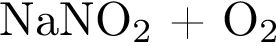 NaNO₂ + O₂